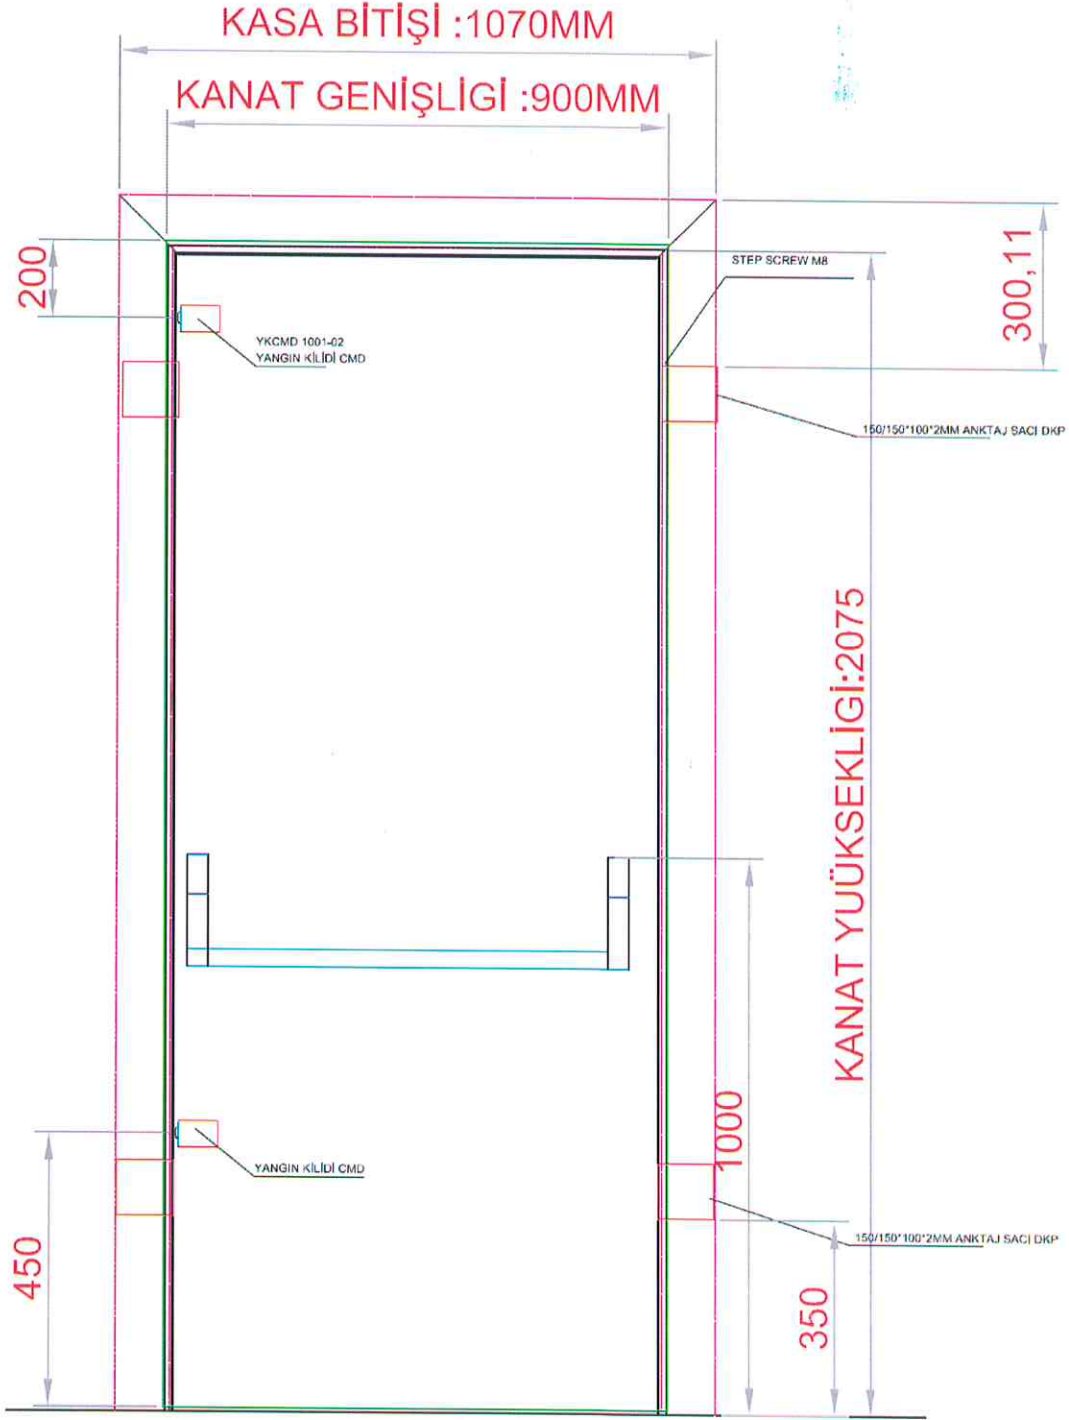 KASA BİTİŞİ :1070MM
KANAT GENİŞLİGİ :900MM
200
300,11
STEP SCREW M8
YKCMD 1001-02
YANGIN KİLİDİ CMD
150/150*100*2MM ANKTAJ SACI DKP
KANAT YUÜKSEKLİGİ:2075
1000
YANGIN KİLİDİ CMD
450
150/150*100*2MM ANKTAJ SACI DKP
350